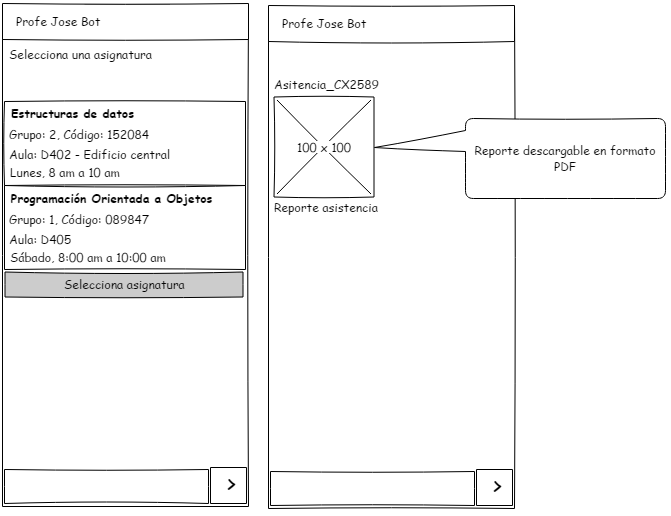 Profe Jose Bot
Selecciona una asignatura
Estructuras de datos
Grupo: 2, Código: 152084
Aula: D402 - Edificio central
Lunes, 8 am a 10 am
Programación Orientada a Objetos
Grupo: 1, Código: 089847
Aula: D405
Sábado, 8:00 am a 10:00 am
Selecciona asignatura
>
Profe Jose Bot
Asitencia_CX2589
100 x 100
Reporte asistencia
Reporte descargable en formato
PDF
>